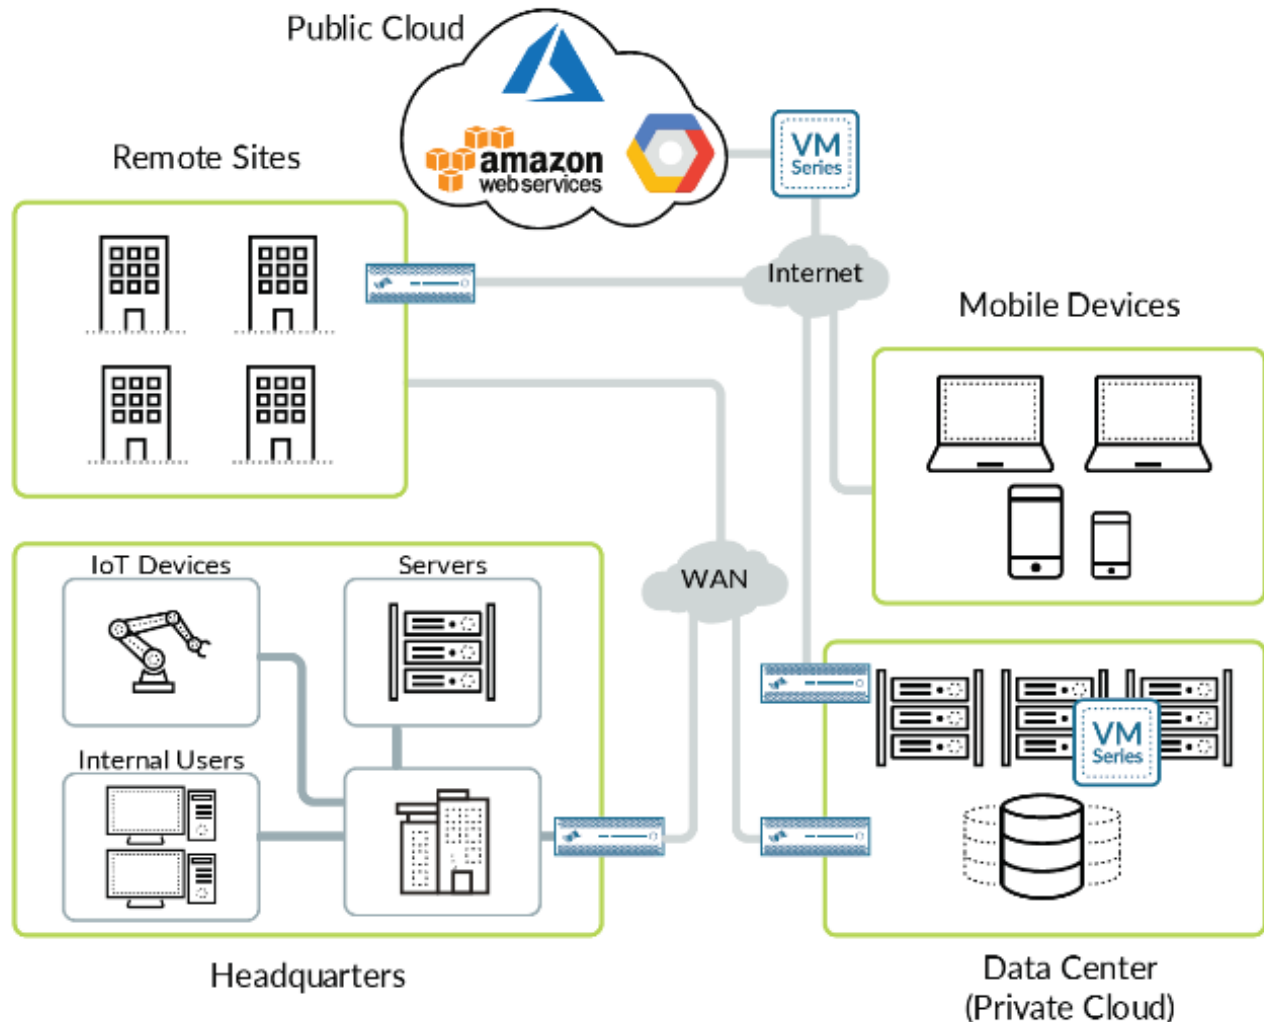 Public Cloud
amazon
webservices
VM
Series
Remote Sites
Internet
Mobile Devices
IoT Devices
Servers
WAN
Internal Users
VM
Series
Headquarters
Data Center
(Private Cloud)